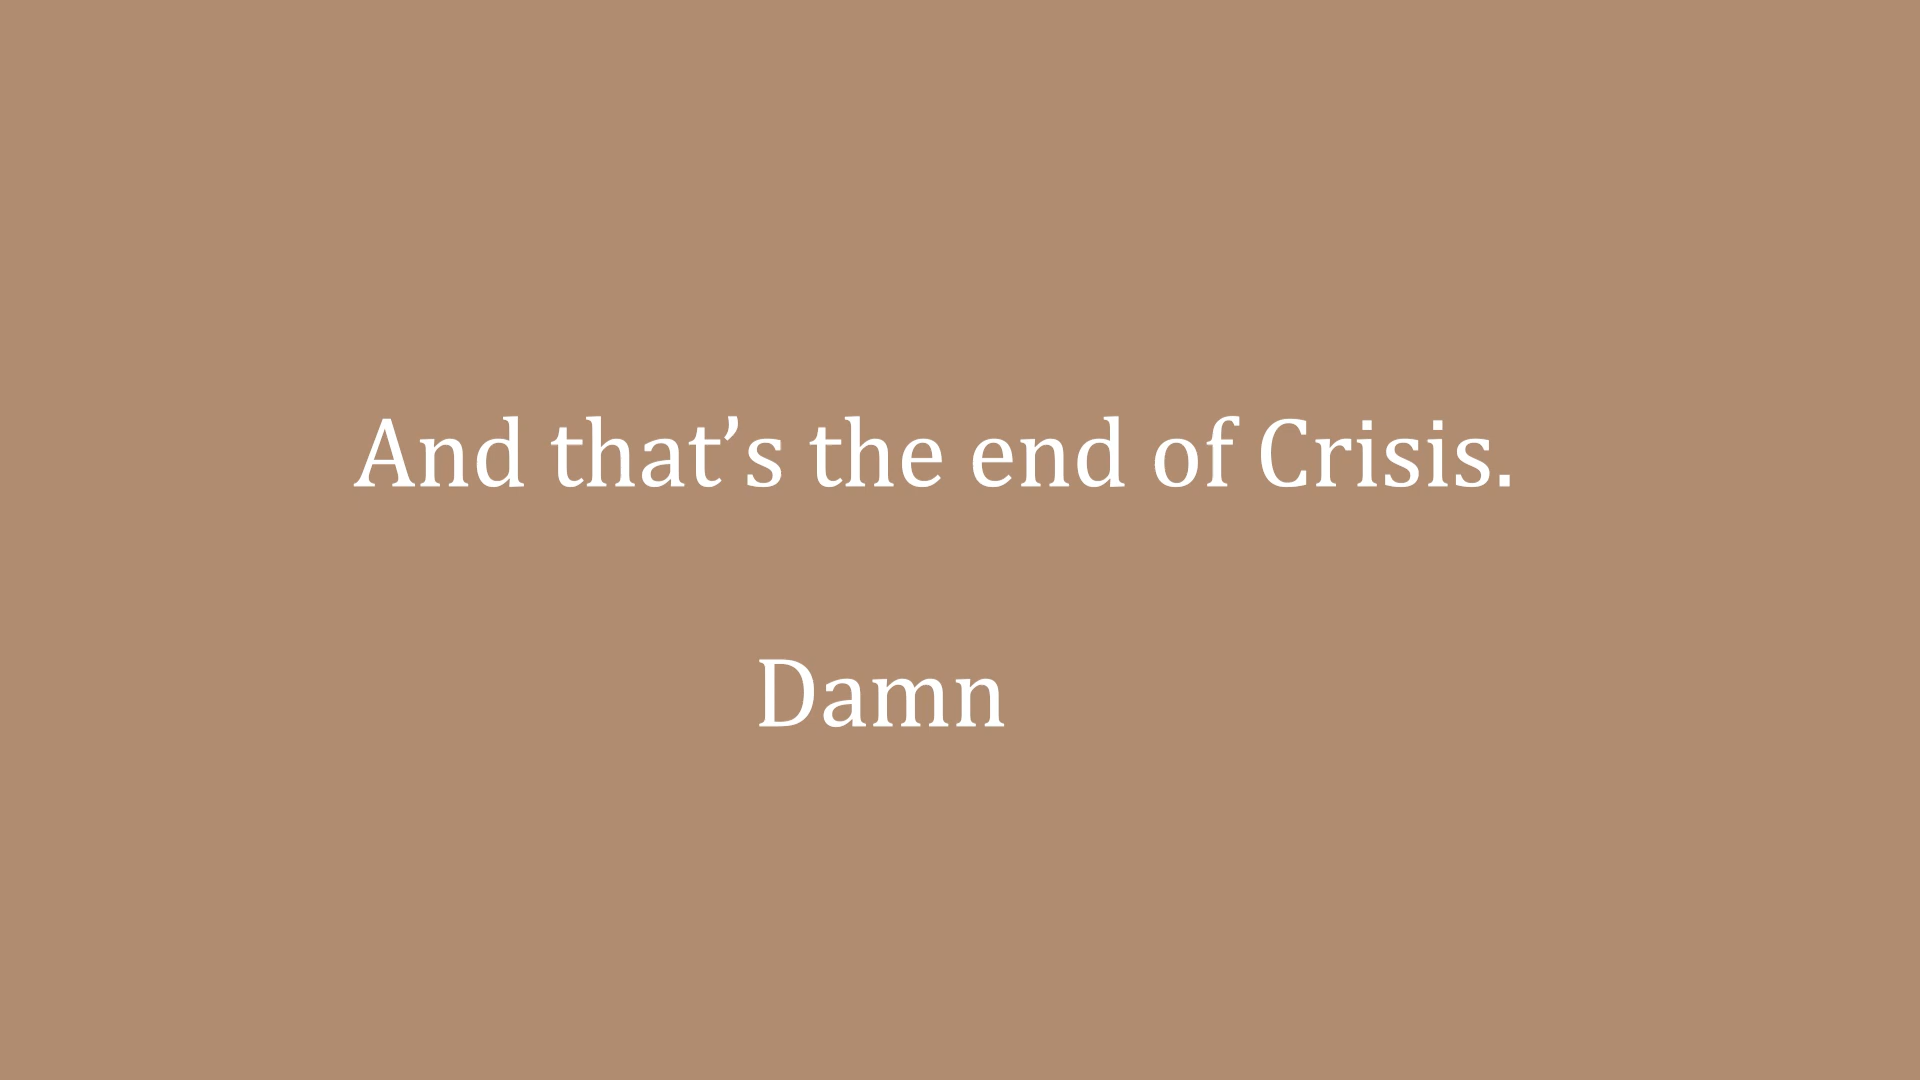 And that’s the end of Crisis.
Damn